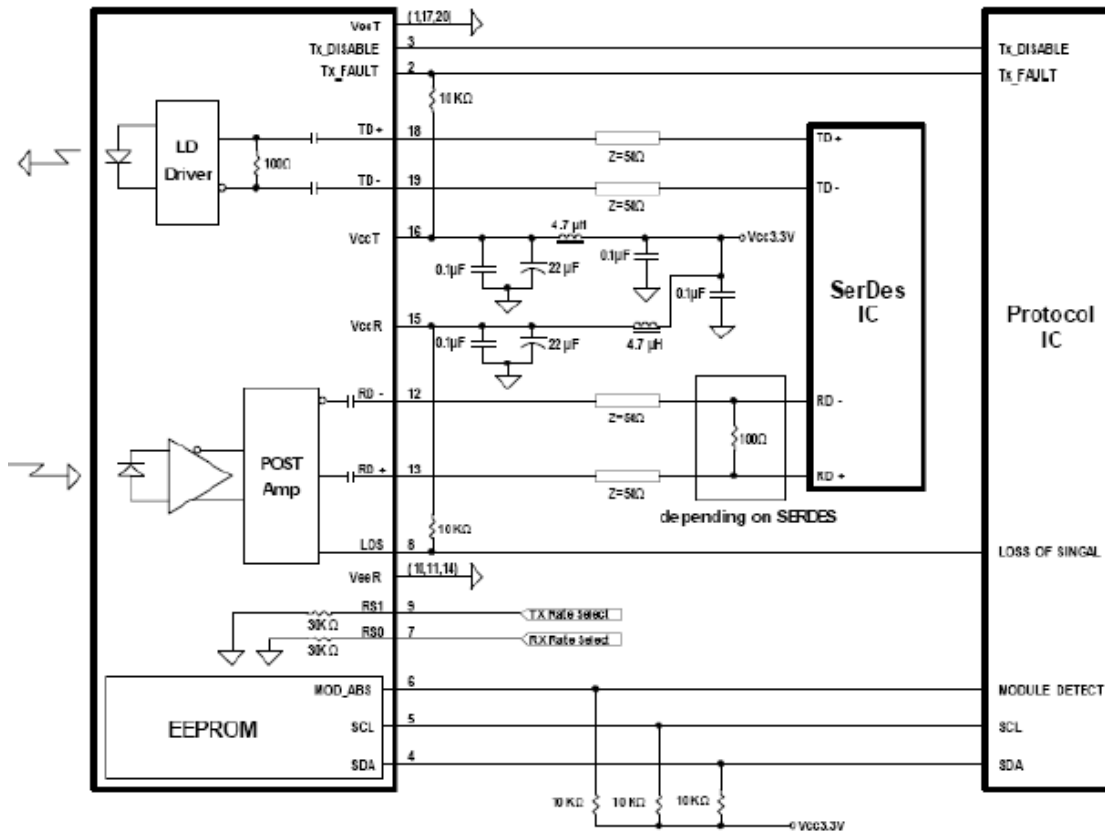 VeeT
(1,17,20)
Tx_DISABLE
3
Tx_DISABLE
Tx_FAULT
2
Tx_FAULT
10 KΩ
LD
Driver
100Ω
TD+
18
Z=50Ω
TD +
TD -
19
Z=50Ω
TD -
VccT
16
4.7 µH
Vcc3.3V
0.1µF
22 µF
0.1µF
0.1µF
SerDes
IC
Protocol
IC
VccR
15
0.1µF
22 µF
4.7 µH
RD -
12
Z=50Ω
RD -
100Ω
POST
Amp
RD +
13
Z=50Ω
RD +
depending on SERDES
10 KΩ
LOS
8
LOSS OF SINGAL
VeeR
(10,11,14)
RS1
9
TX Rate Select
30KΩ
RS0
7
RX Rate Select
30KΩ
EEPROM
MOD_ABS
6
MODULE DETECT
SCL
5
SCL
SDA
4
SDA
10 KΩ
10 KΩ
10 KΩ
Vcc3.3V